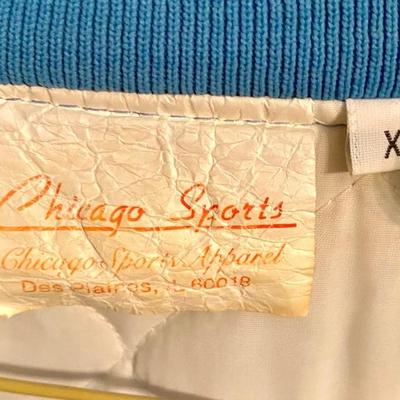 Chicago Sports
Chicago Sports Apparel
Des Plaines, IL 60018
X